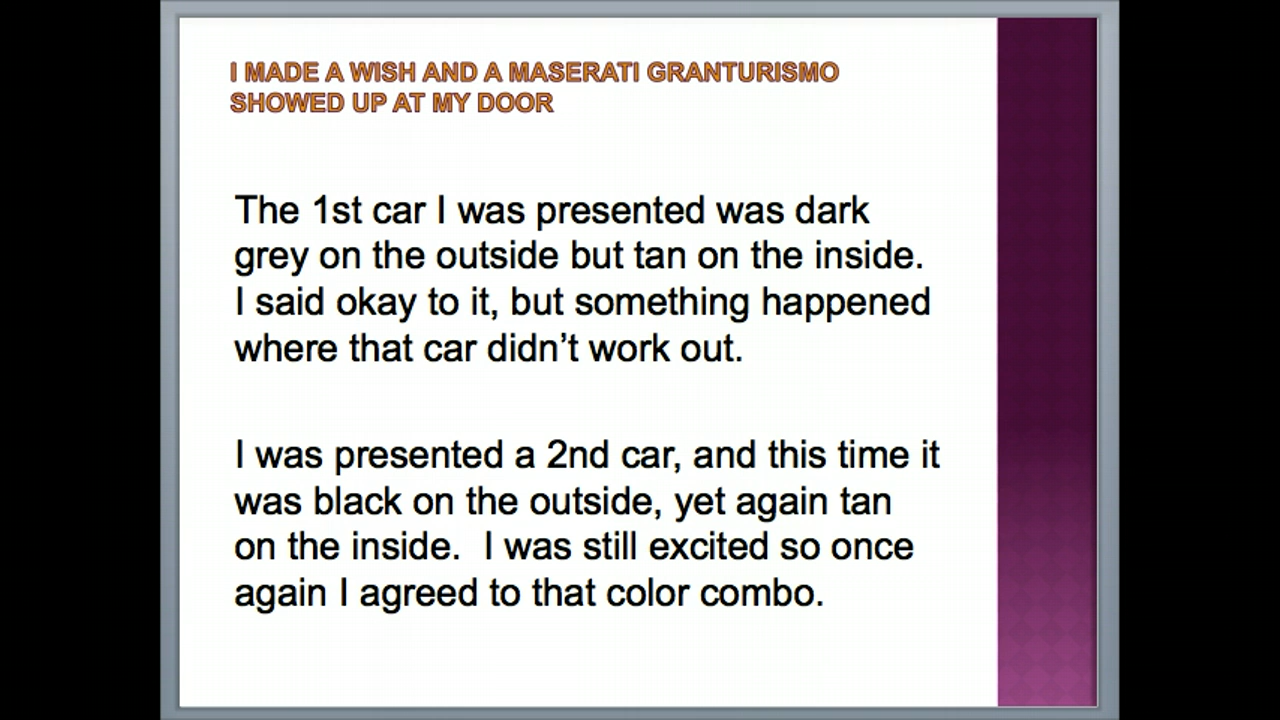 I MADE A WISH AND A MASERATI GRANTURISMO
SHOWED UP AT MY DOOR
The 1st car I was presented was dark
grey on the outside but tan on the inside.
I said okay to it, but something happened
where that car didn’t work out.
I was presented a 2nd car, and this time it
was black on the outside, yet again tan
on the inside.  I was still excited so once
again I agreed to that color combo.